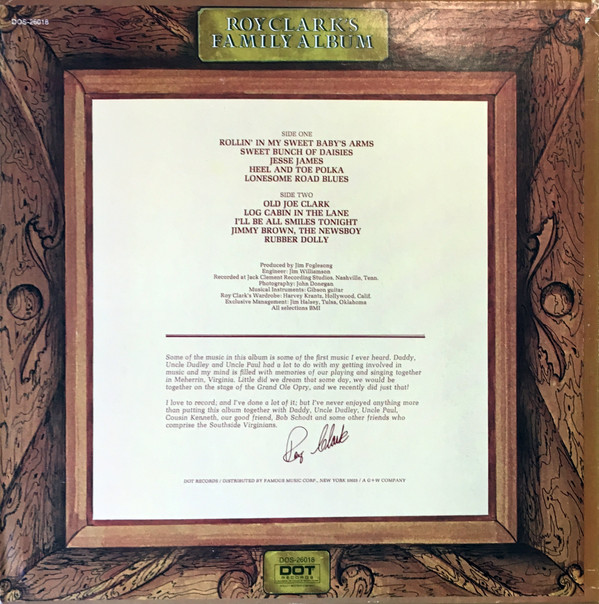 DOS-26018
ROY CLARK'S
FAMILY ALBUM
SIDE ONE
ROLLIN' IN MY SWEET BABY'S ARMS
SWEET BUNCH OF DAISIES
JESSE JAMES
HEEL AND TOE POLKA
LONESOME ROAD BLUES
SIDE TWO
OLD JOE CLARK
LOG CABIN IN THE LANE
I'LL BE ALL SMILES TONIGHT
JIMMY BROWN, THE NEWSBOY
RUBBER DOLLY
Produced by Jim Foglesong
Engineer: Jim Williamson
Recorded at Jack Clement Recording Studios, Nashville, Tenn.
Photography: John Donegan
Musical Instruments: Gibson guitar
Roy Clark's Wardrobe: Harvey Krantz, Hollywood, Calif.
Exclusive Management: Jim Halsey, Tulsa, Oklahoma
All selections BMI
Some of the music in this album is some of the first music I ever heard. Daddy,
Uncle Dudley and Uncle Paul had a lot to do with my getting involved in
music and my mind is filled with memories of our playing and singing together
in Meherrin, Virginia. Little did we dream that some day, we would be
together on the stage of the Grand Ole Opry, and we recently did just that!
I love to record; and I've done a lot of it; but I've never enjoyed anything more
than putting this album together with Daddy, Uncle Dudley, Uncle Paul,
Cousin Kenneth, our good friend, Bob Schodt and some other friends who
comprise the Southside Virginians.
Roy Clark
DOT RECORDS / DISTRIBUTED BY FAMOUS MUSIC CORP., NEW YORK 10023 / A G+W COMPANY
DOS-26018
DOT
RECORDS